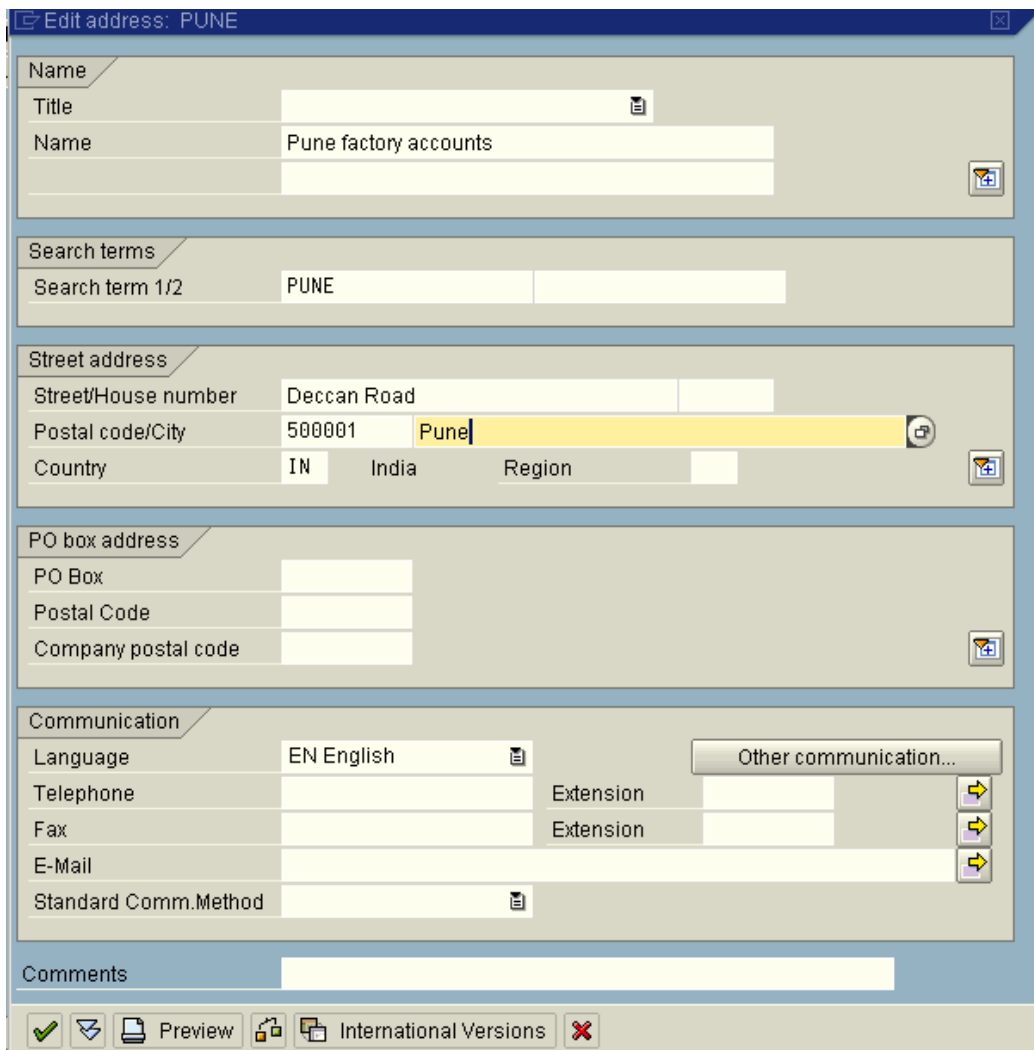 Edit address: PUNE
Name
Title
Name Pune factory accounts
Search terms
Search term 1/2 PUNE
Street address
Street/House number Deccan Road
Postal code/City 500001 Pune
Country IN India Region
PO box address
PO Box
Postal Code
Company postal code
Communication
Language EN English Other communication...
Telephone Extension
Fax Extension
E-Mail
Standard Comm.Method
Comments
Preview International Versions